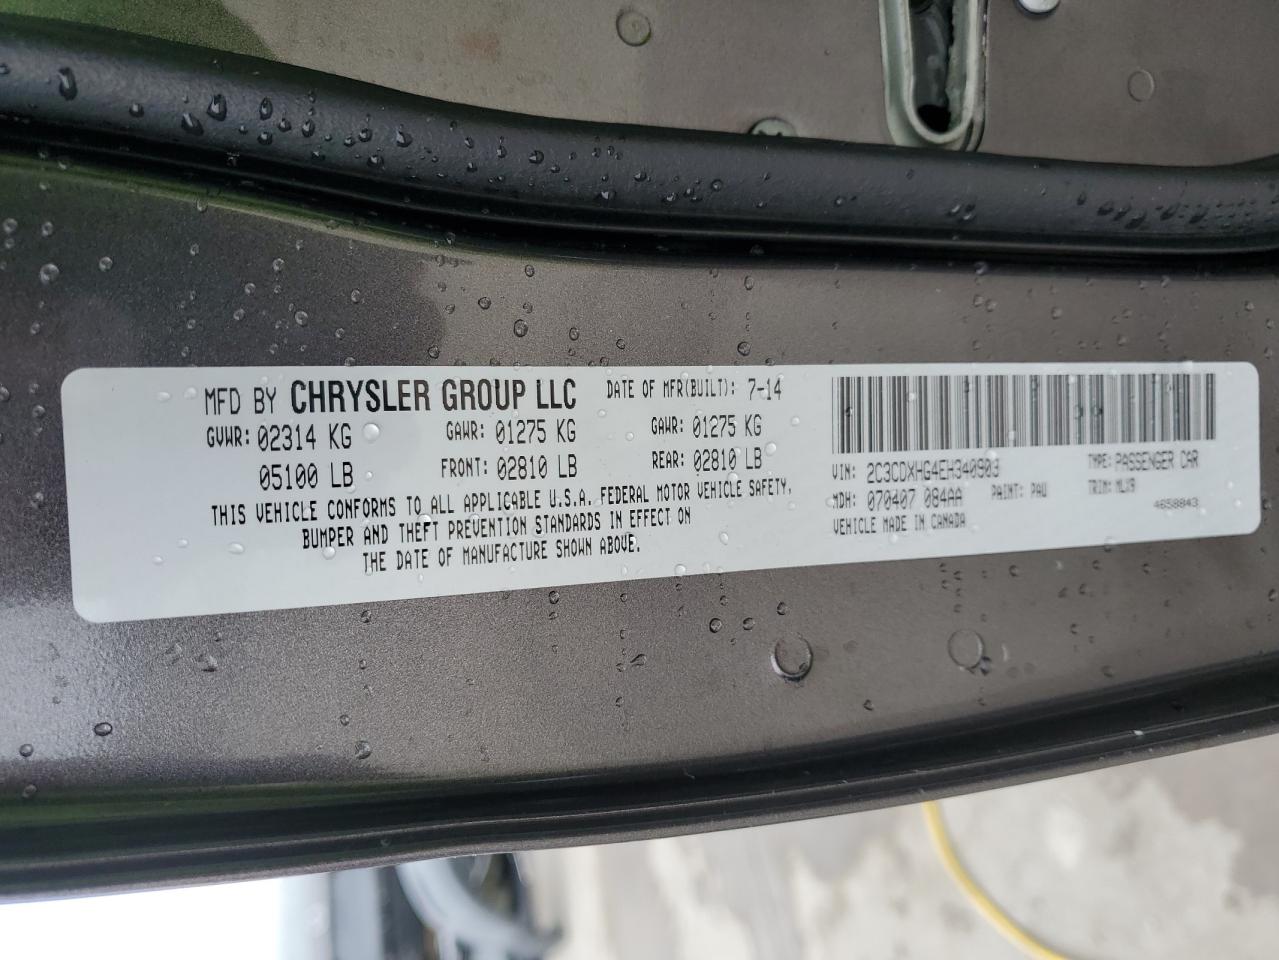 MFD BY CHRYSLER GROUP LLC DATE OF MFR(BUILT): 7-14
GVWR: 02314 KG GAWR: 01275 KG GAWR: 01275 KG
05100 LB FRONT: 02810 LB REAR: 02810 LB
THIS VEHICLE CONFORMS TO ALL APPLICABLE U.S.A. FEDERAL MOTOR VEHICLE SAFETY,
BUMPER AND THEFT PREVENTION STANDARDS IN EFFECT ON
THE DATE OF MANUFACTURE SHOWN ABOVE.
VIN: 2C3CDXHG4EH340903 TYPE: PASSENGER CAR
MDH: 070407 084AA PAINT: PAU TRIM: MLX9
VEHICLE MADE IN CANADA 4658843